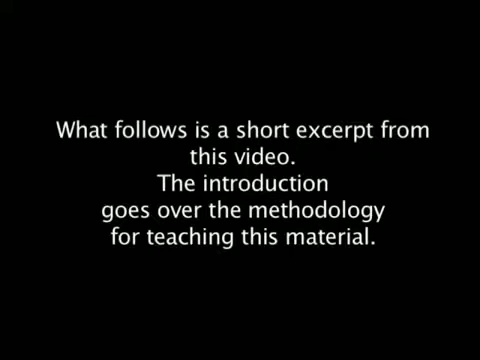 What follows is a short excerpt from
this video.
The introduction
goes over the methodology
for teaching this material.